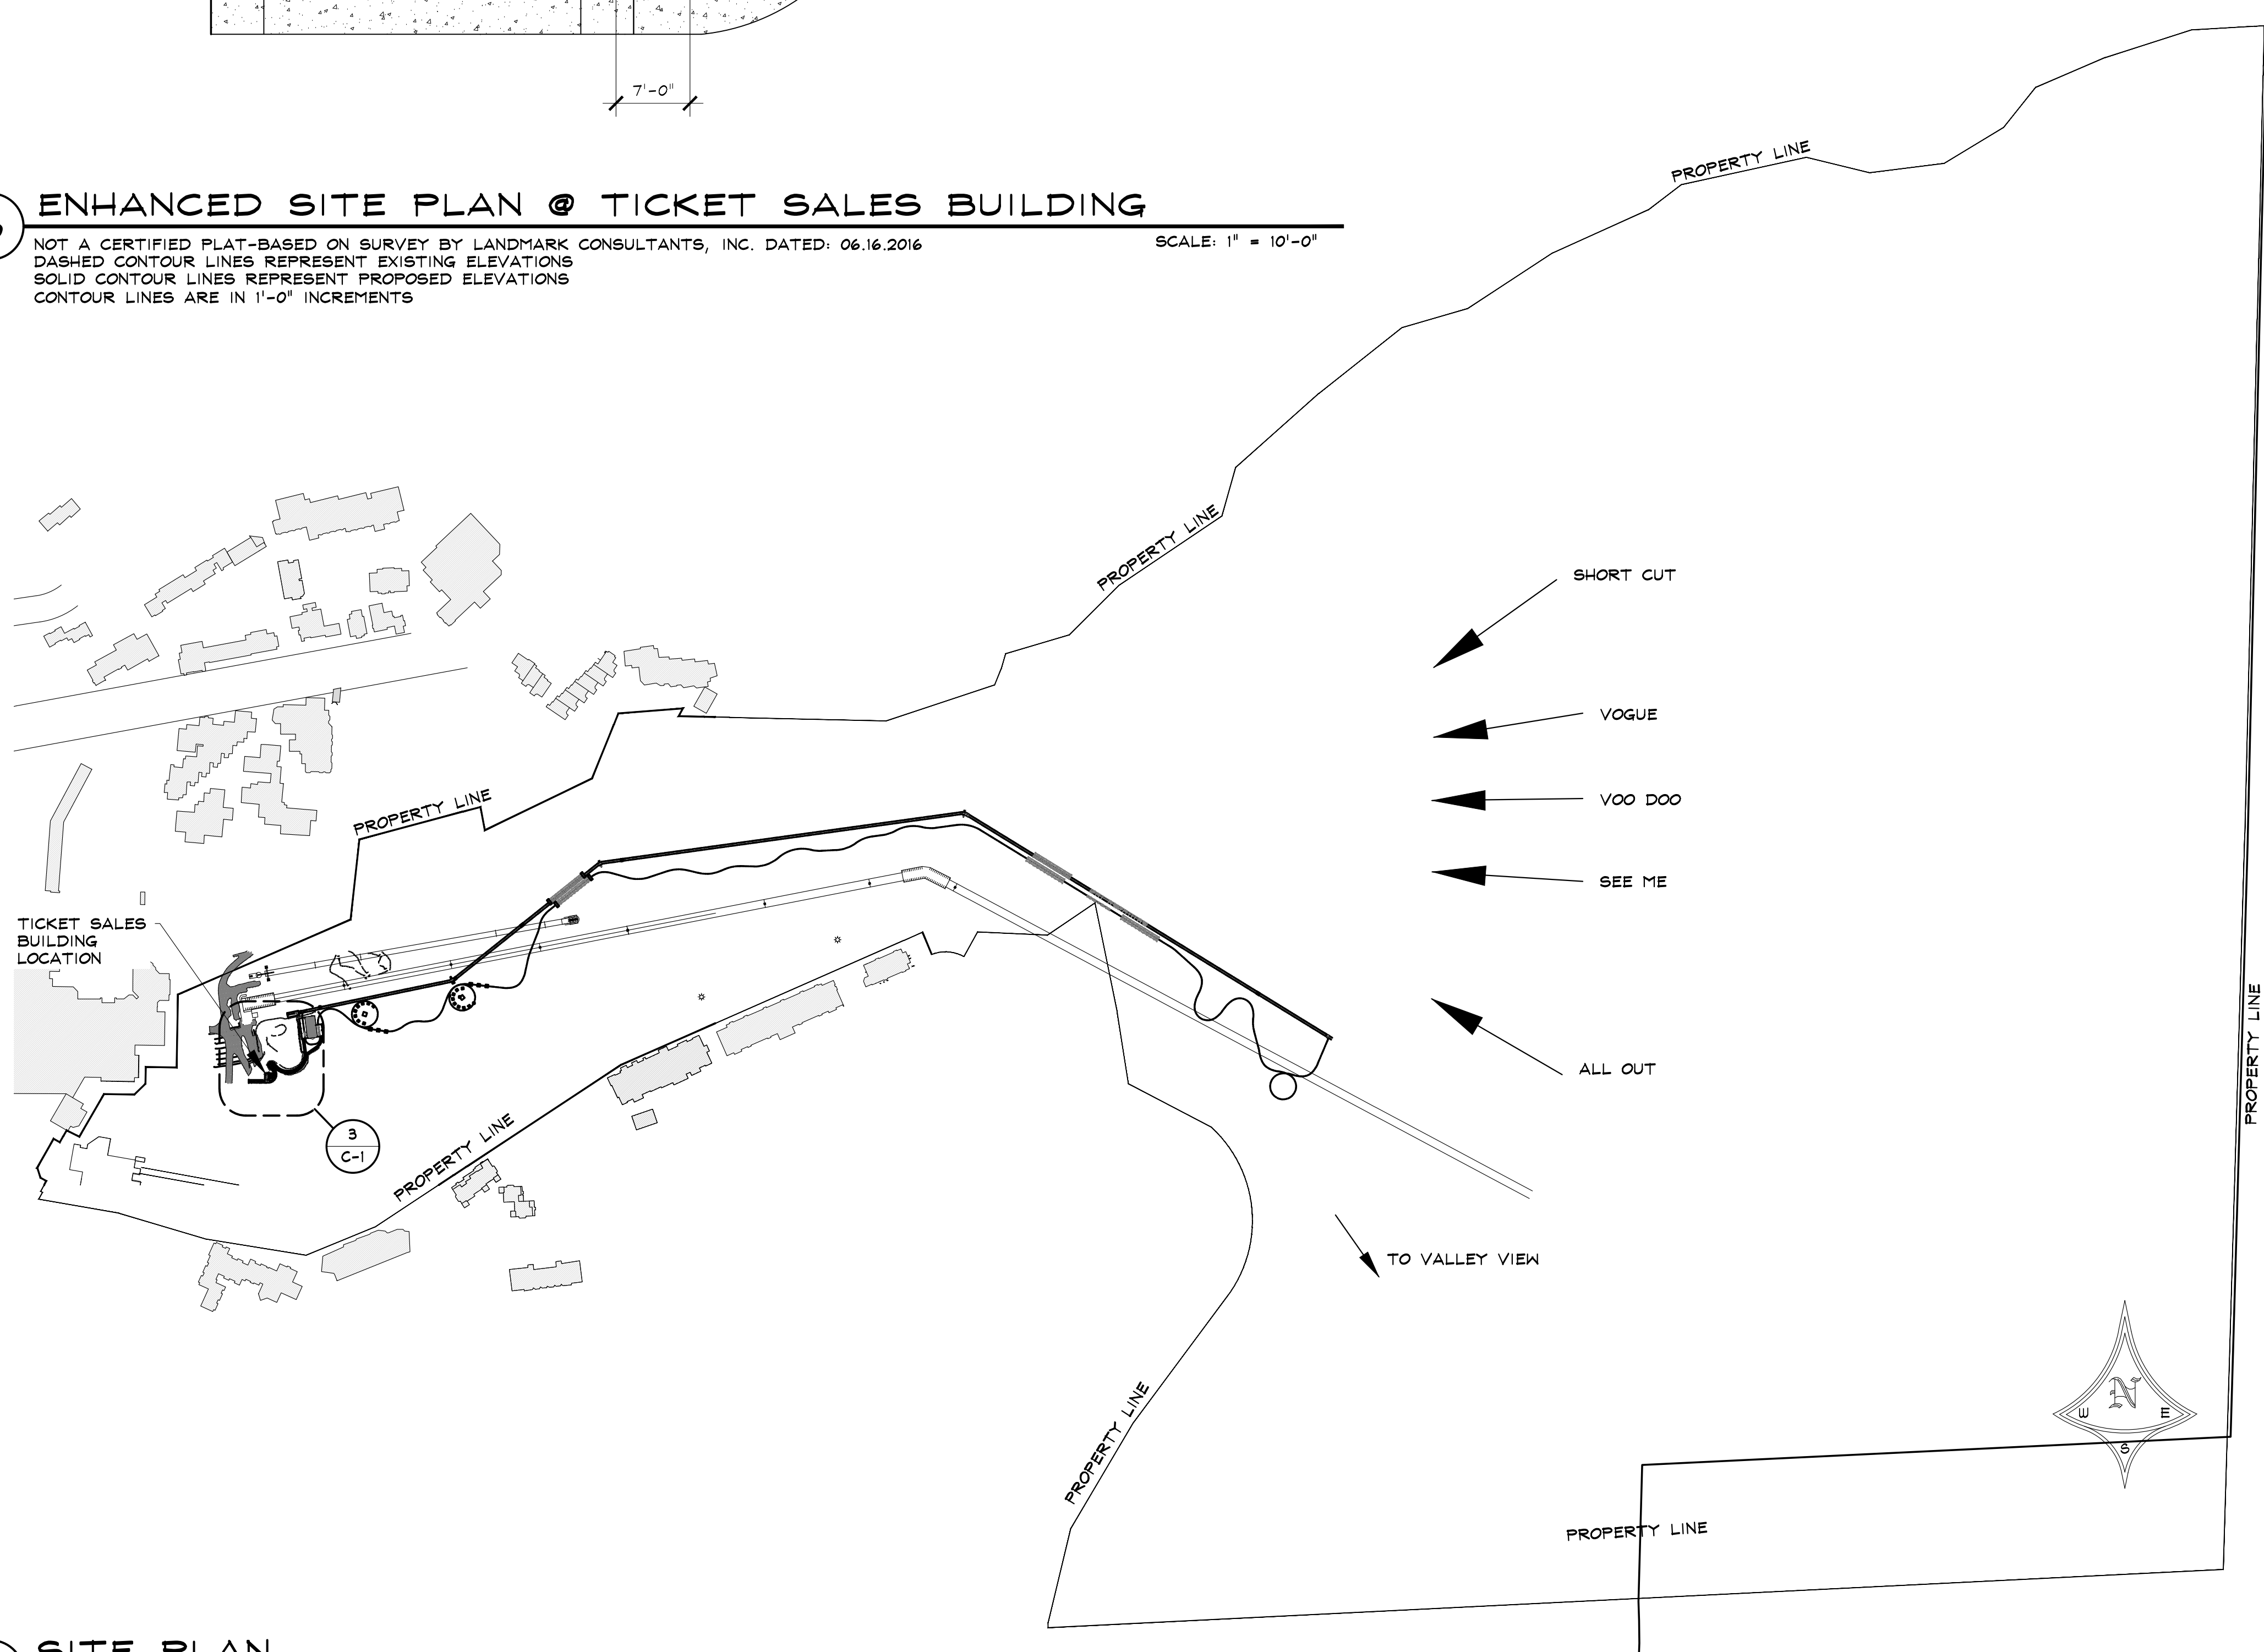 7'-0"
ENHANCED SITE PLAN @ TICKET SALES BUILDING
NOT A CERTIFIED PLAT-BASED ON SURVEY BY LANDMARK CONSULTANTS, INC. DATED: 06.16.2016
SCALE: 1" = 10'-0"
DASHED CONTOUR LINES REPRESENT EXISTING ELEVATIONS
SOLID CONTOUR LINES REPRESENT PROPOSED ELEVATIONS
CONTOUR LINES ARE IN 1'-0" INCREMENTS
PROPERTY LINE
PROPERTY LINE
SHORT CUT
VOGUE
VOO DOO
PROPERTY LINE
SEE ME
TICKET SALES
BUILDING
LOCATION
PROPERTY LINE
ALL OUT
3
C-1
PROPERTY LINE
TO VALLEY VIEW
N
W E
S
PROPERTY LINE
PROPERTY LINE
SITE PLAN